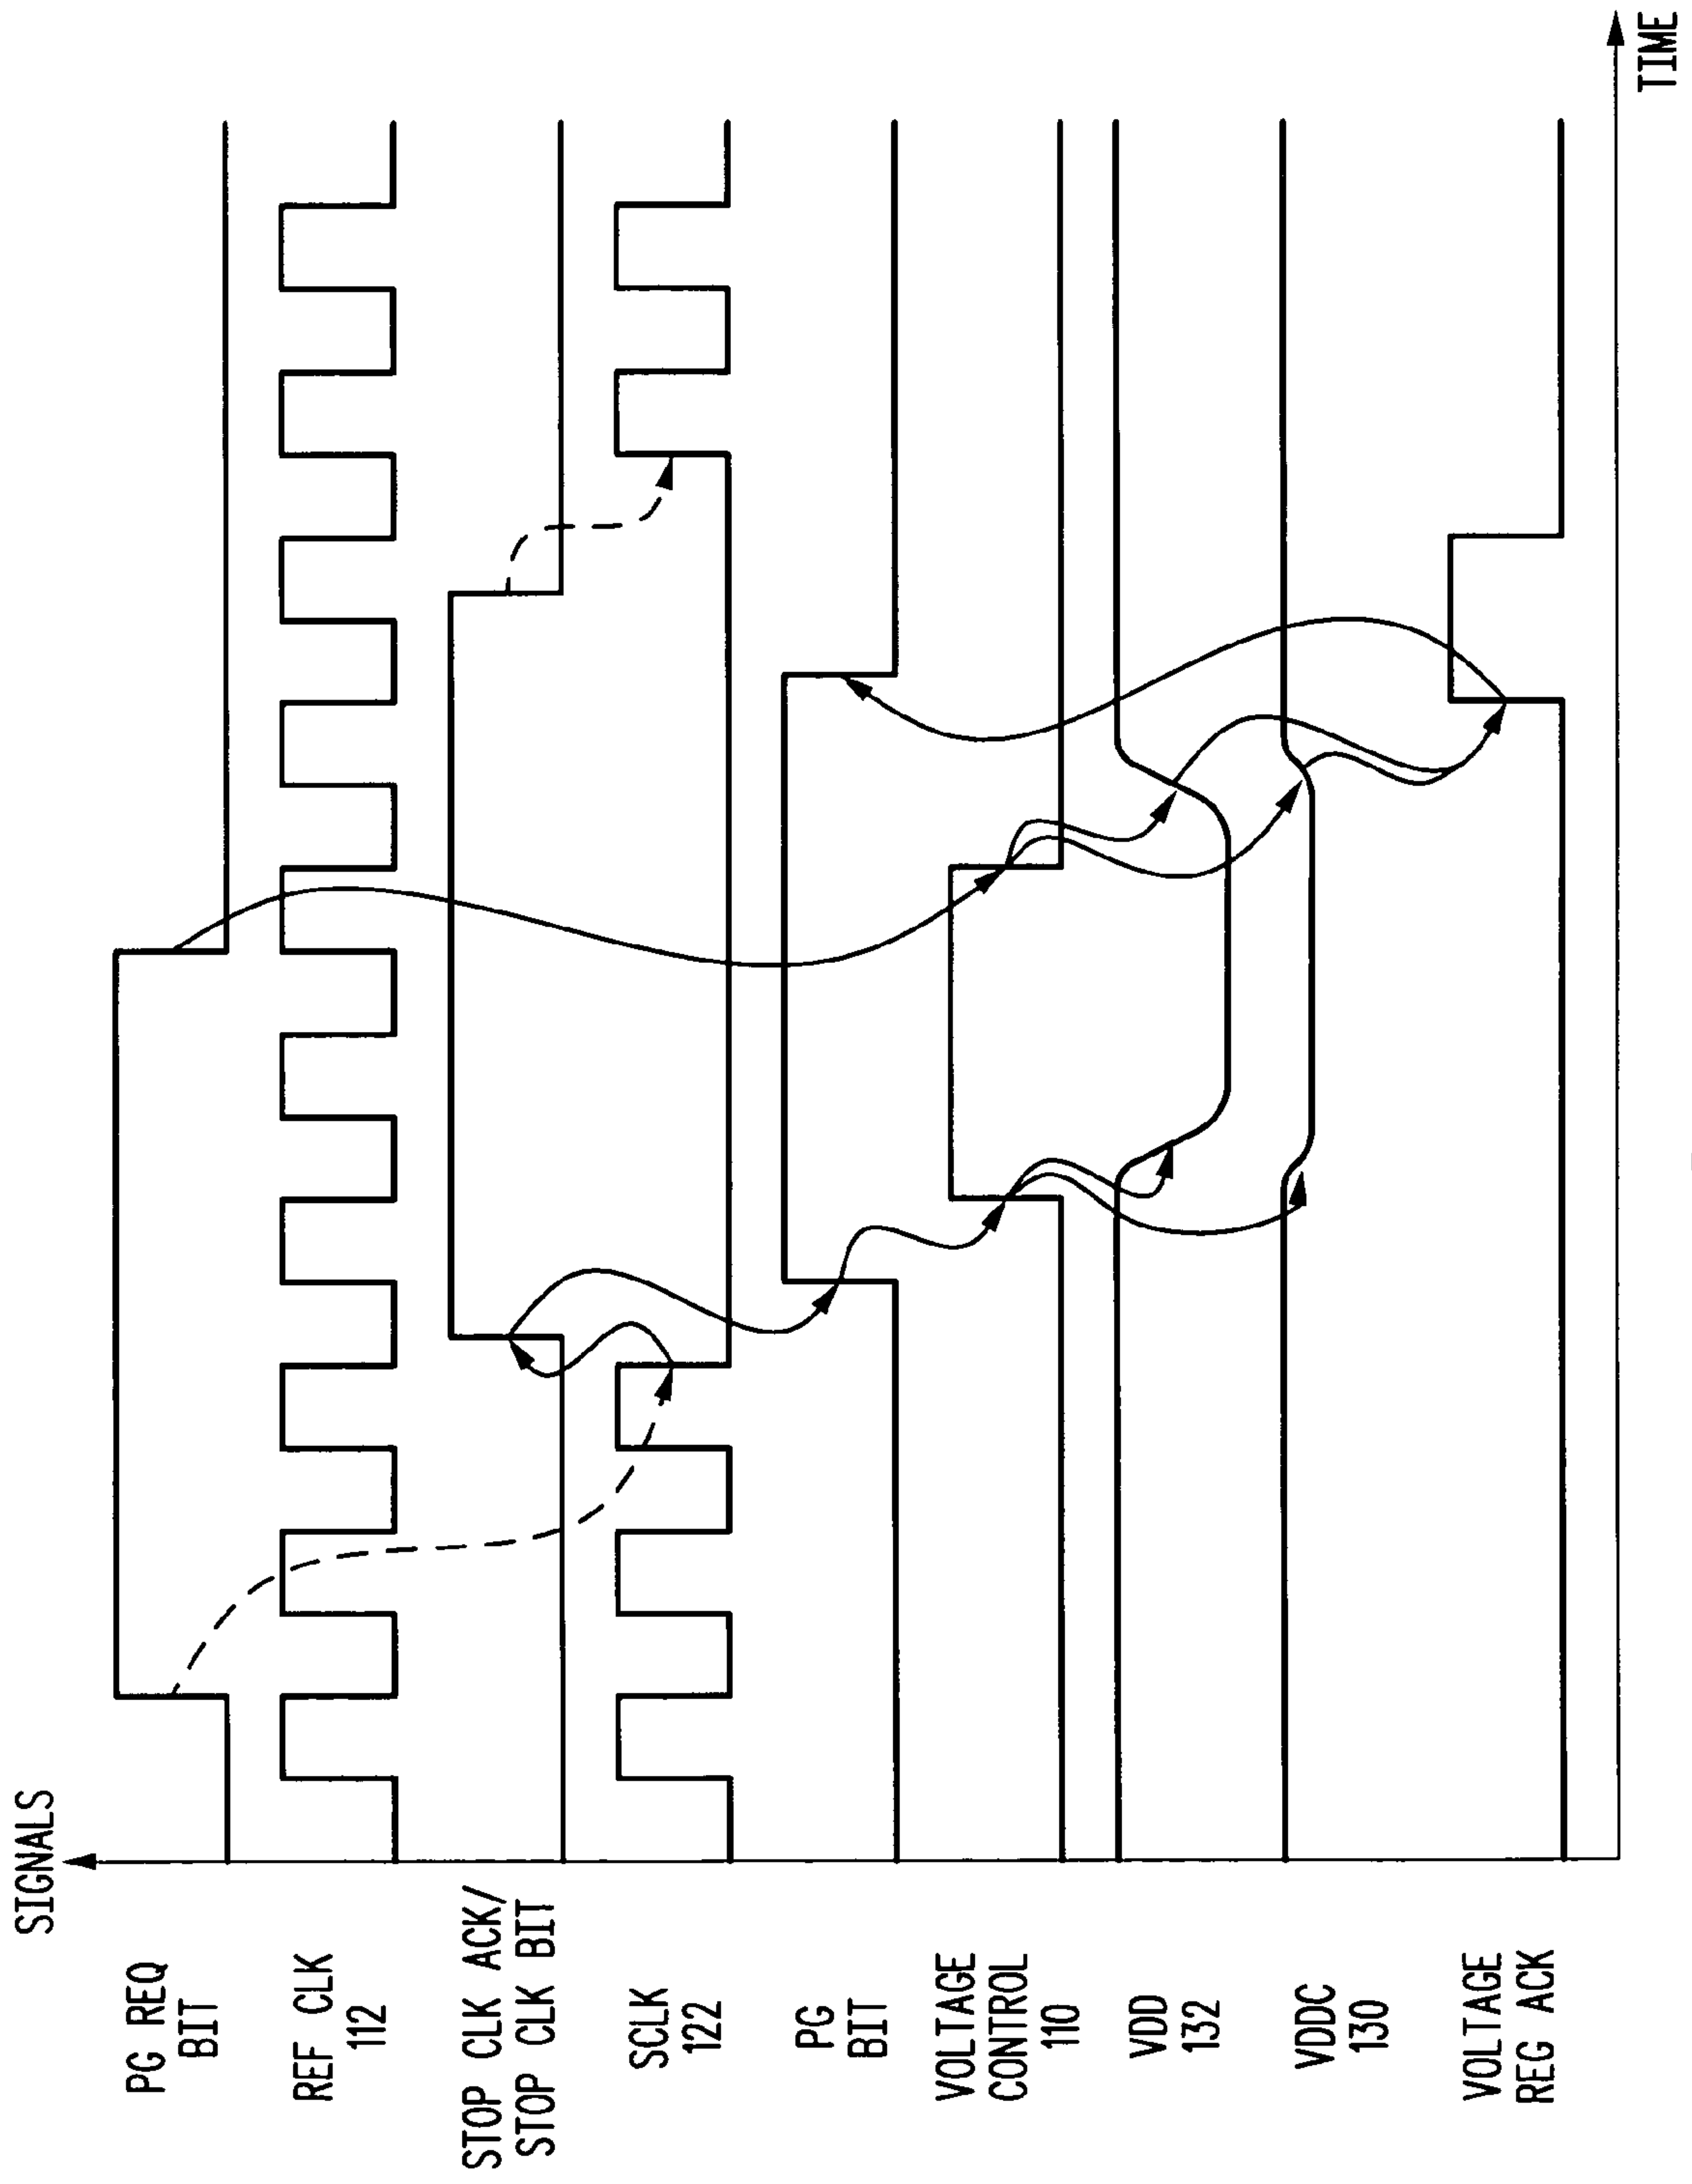 SIGNALS
PG REQ
BIT
REF CLK
112
STOP CLK ACK/
STOP CLK BIT
SCLK
122
PG
BIT
VOLTAGE
CONTROL
110
VDD
132
VDDC
130
VOLTAGE
REG ACK
TIME